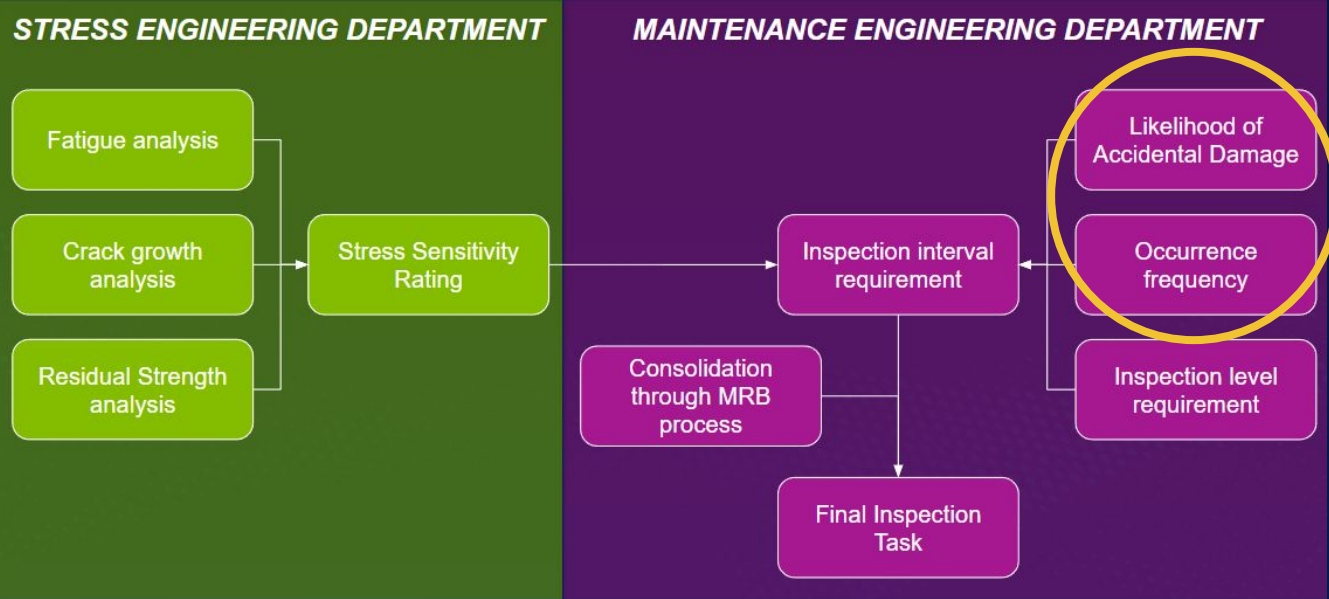 STRESS ENGINEERING DEPARTMENT
MAINTENANCE ENGINEERING DEPARTMENT
Fatigue analysis
Crack growth
analysis
Residual Strength
analysis
Stress Sensitivity
Rating
Inspection interval
requirement
Consolidation
through MRB
process
Final Inspection
Task
Likelihood of
Accidental Damage
Occurrence
frequency
Inspection level
requirement